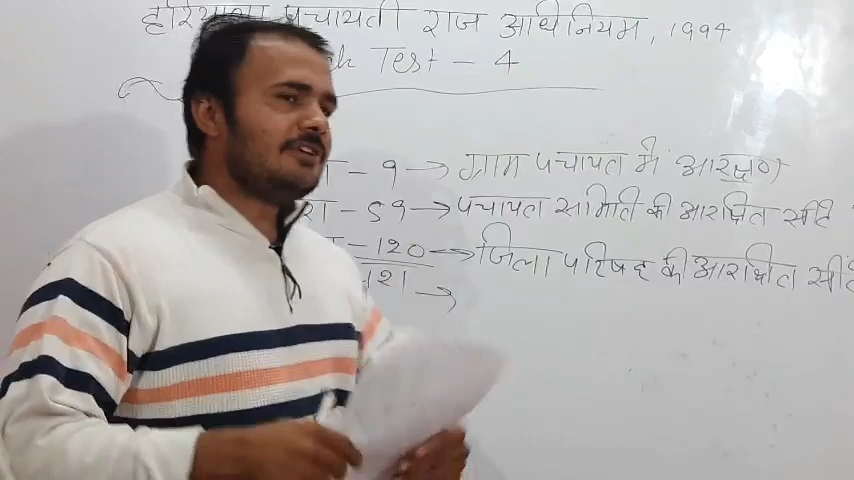 हरियाणा पंचायती राज अधिनियम, 1994
Test - 4
- 9 → ग्राम पंचायत में आरक्षण
- 59 → पंचायत समिति की आरक्षित सीटें
- 120 → जिला परिषद की आरक्षित सीटें
121 →